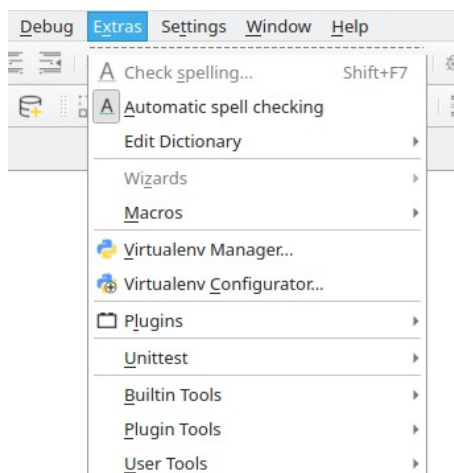 Debug Extras Settings Window Help
Check spelling... Shift+F7
Automatic spell checking
Edit Dictionary
Wizards
Macros
Virtualenv Manager...
Virtualenv Configurator...
Plugins
Unittest
Builtin Tools
Plugin Tools
User Tools